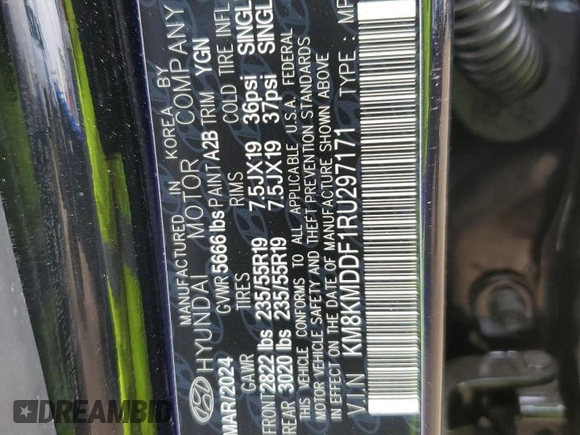 MANUFACTURED IN KOREA BY
HYUNDAI MOTOR COMPANY
MAR/2024 GVWR 5666 lbs PAINT A2B TRIM YGN
GAWR TIRES RIMS COLD TIRE INFL
FRONT 2822 lbs 235/55R19 7.5JX19 36psi SINGL
REAR 3020 lbs 235/55R19 7.5JX19 37psi SINGL
THIS VEHICLE CONFORMS TO ALL APPLICABLE U.S.A. FEDERAL
MOTOR VEHICLE SAFETY AND THEFT PREVENTION STANDARDS
IN EFFECT ON THE DATE OF MANUFACTURE SHOWN ABOVE
V.I.N KM8KMDDF1RU297171 TYPE MP
DREAMBID.COM